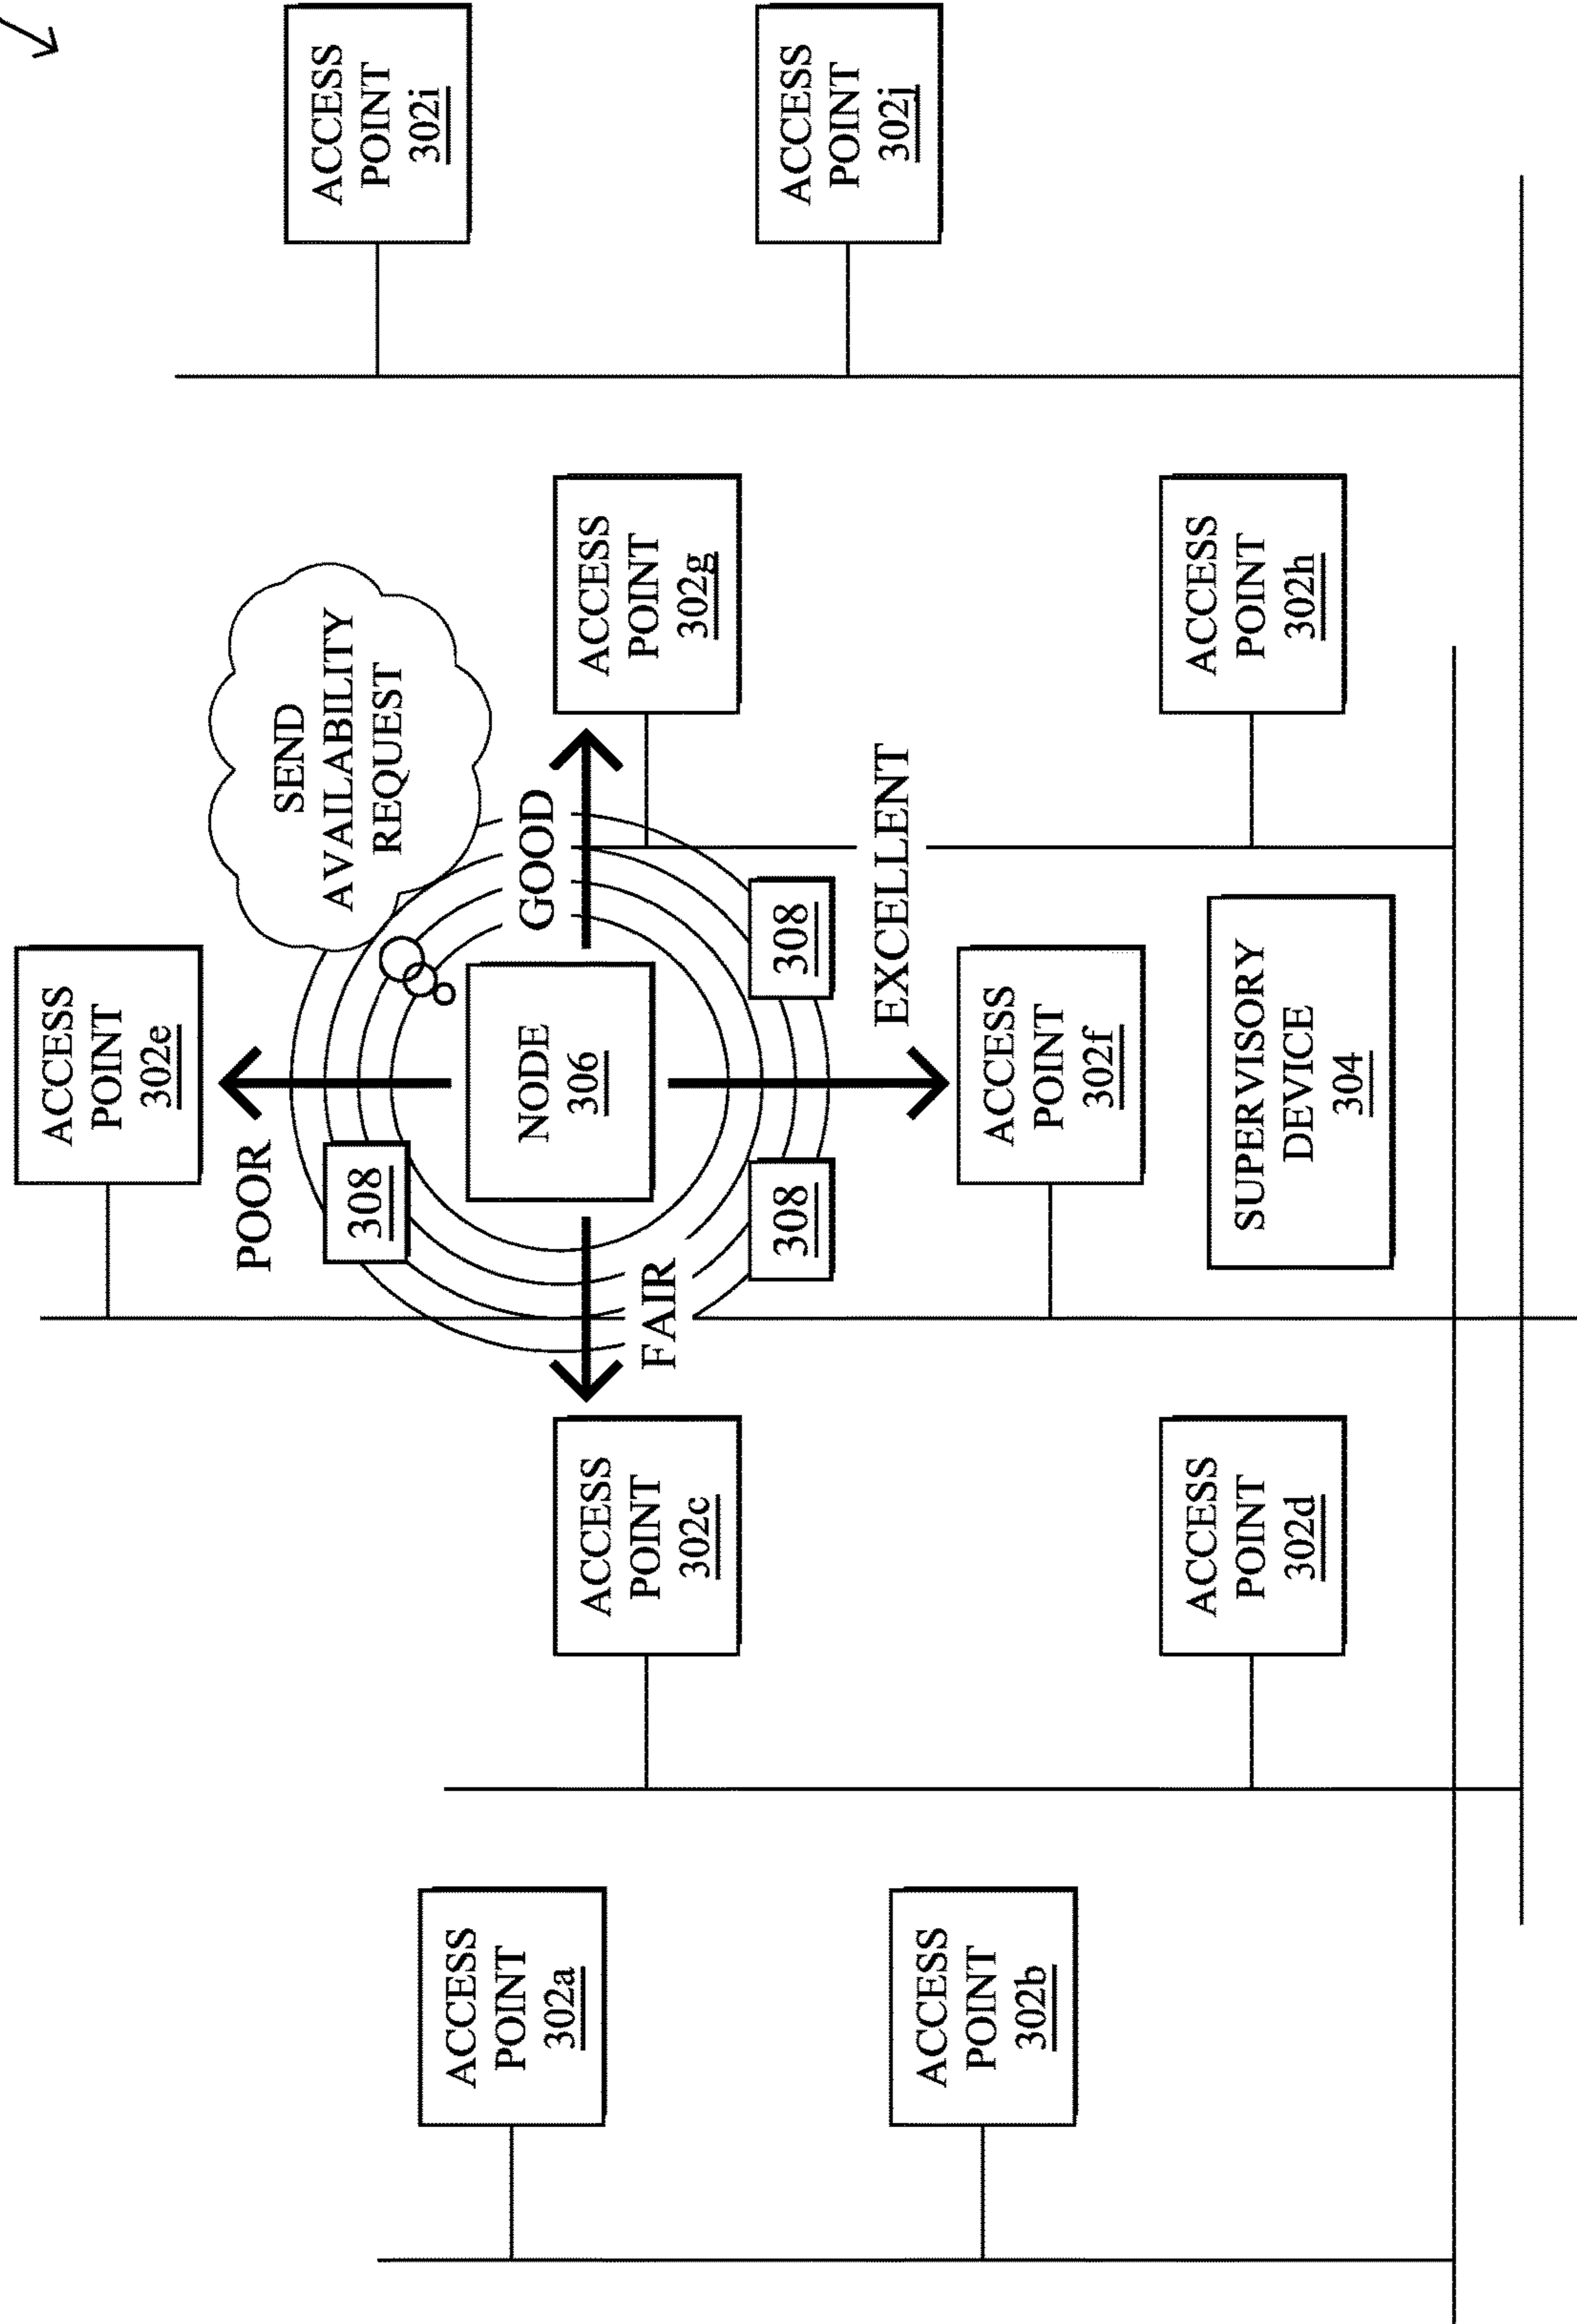 ACCESS
POINT
302e
POOR
SEND
AVAILABILITY
REQUEST
ACCESS
POINT
302i
308
ACCESS
POINT
302a
NODE
306
GOOD
ACCESS
POINT
302c
FAIR
ACCESS
POINT
302g
308
308
ACCESS
POINT
302j
EXCELLENT
ACCESS
POINT
302b
ACCESS
POINT
302f
ACCESS
POINT
302d
SUPERVISORY
DEVICE
304
ACCESS
POINT
302h